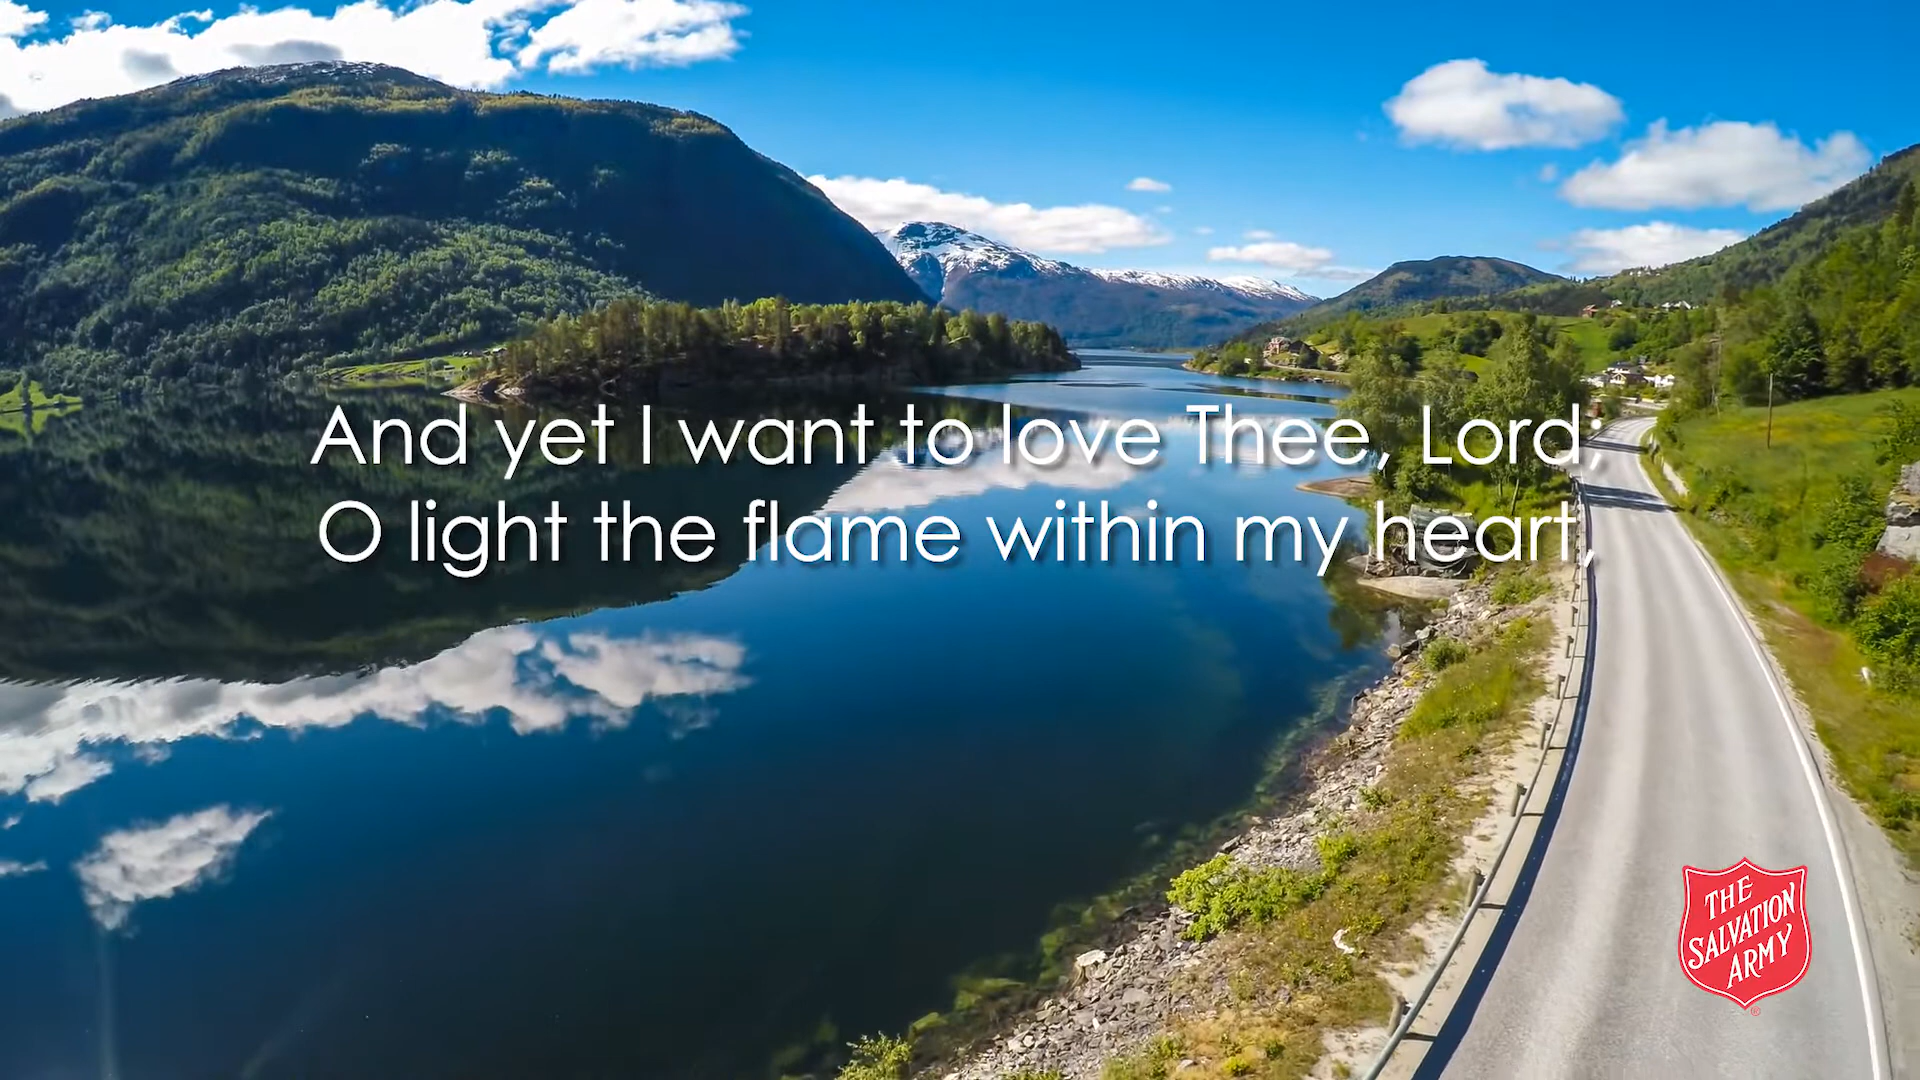 And yet I want to love Thee, Lord;
O light the flame within my heart,
THE
SALVATION
ARMY
®